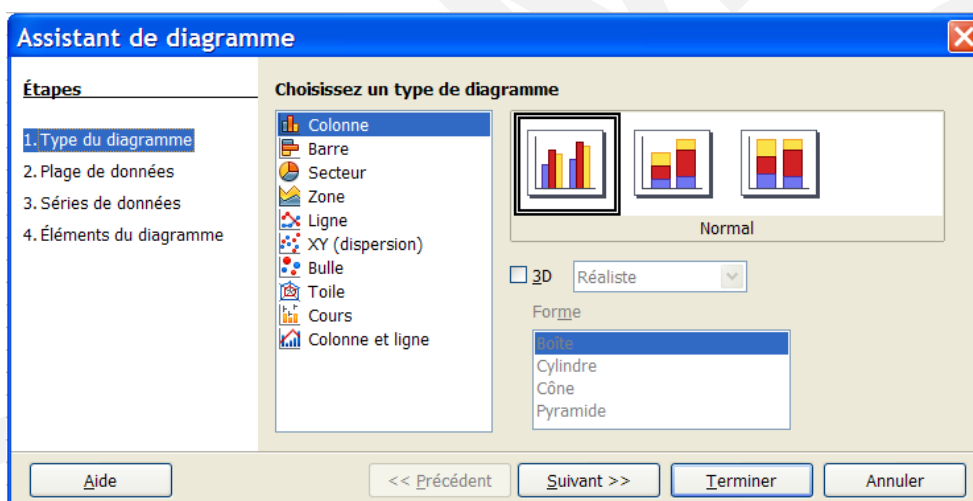 Assistant de diagramme
Étapes
1. Type du diagramme
2. Plage de données
3. Séries de données
4. Éléments du diagramme
Choisissez un type de diagramme
Colonne
Barre
Secteur
Zone
Ligne
XY (dispersion)
Bulle
Toile
Cours
Colonne et ligne
Normal
3D Réaliste
Forme
Boîte
Cylindre
Cône
Pyramide
Aide << Précédent Suivant >> Terminer Annuler